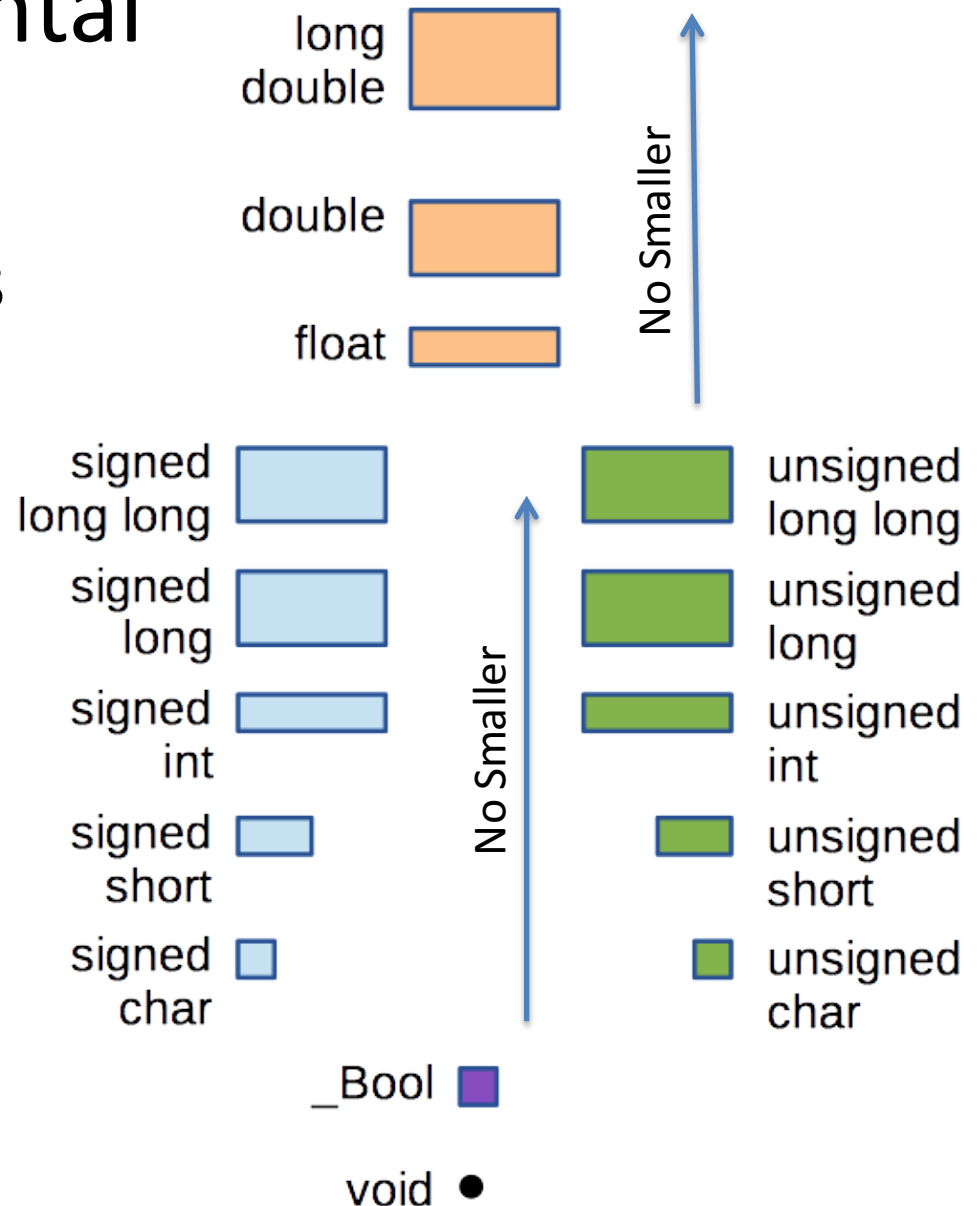 long
double
No Smaller
double
float
signed
long long
unsigned
long long
signed
long
unsigned
long
No Smaller
signed
int
unsigned
int
signed
short
unsigned
short
signed
char
unsigned
char
_Bool
void